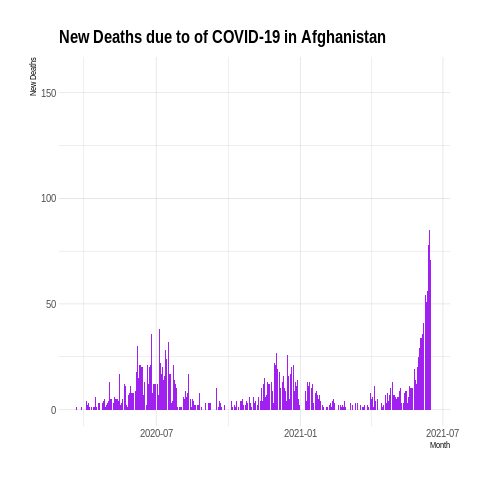 New Deaths due to of COVID-19 in Afghanistan
New Deaths
150
100
50
0
2020-07
2021-01
2021-07
Month